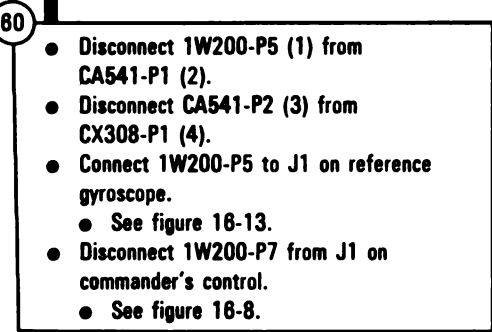 60
● Disconnect 1W200-P5 (1) from
CA541-P1 (2).
● Disconnect CA541-P2 (3) from
CX308-P1 (4).
● Connect 1W200-P5 to J1 on reference
gyroscope.
● See figure 16-13.
● Disconnect 1W200-P7 from J1 on
commander's control.
● See figure 16-8.